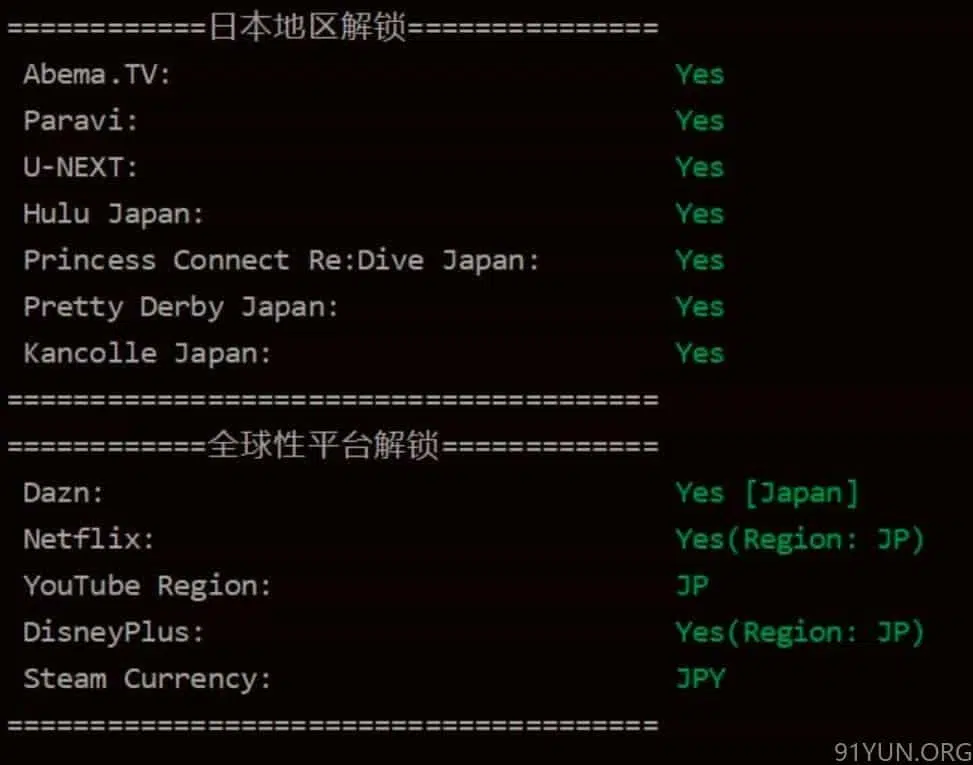 ============日本地区解锁===============
Abema.TV: Yes
Paravi: Yes
U-NEXT: Yes
Hulu Japan: Yes
Princess Connect Re:Dive Japan: Yes
Pretty Derby Japan: Yes
Kancolle Japan: Yes
=======================================
============全球性平台解锁=============
Dazn: Yes [Japan]
Netflix: Yes(Region: JP)
YouTube Region: JP
DisneyPlus: Yes(Region: JP)
Steam Currency: JPY
=======================================
91YUN.ORG